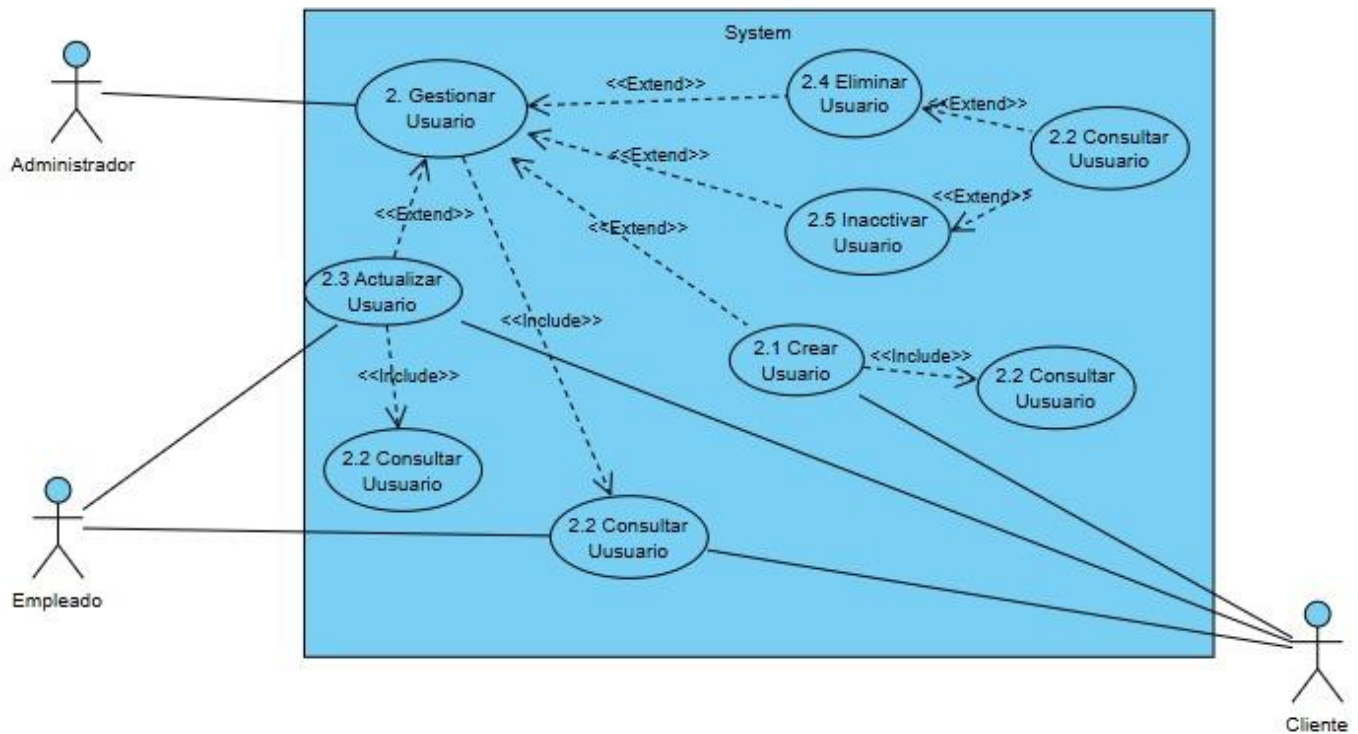 System
Administrador
2. Gestionar
Usuario
<<Extend>>
2.4 Eliminar
Usuario
<<Extend>>
2.2 Consultar
Uusuario
<<Extend>>
<<Extend>>
2.5 Inacctivar
Usuario
<<Extend>>
<<Extend>>
2.3 Actualizar
Usuario
<<Include>>
2.1 Crear
Usuario
<<Include>>
2.2 Consultar
Uusuario
<<Include>>
2.2 Consultar
Uusuario
2.2 Consultar
Uusuario
Empleado
Cliente